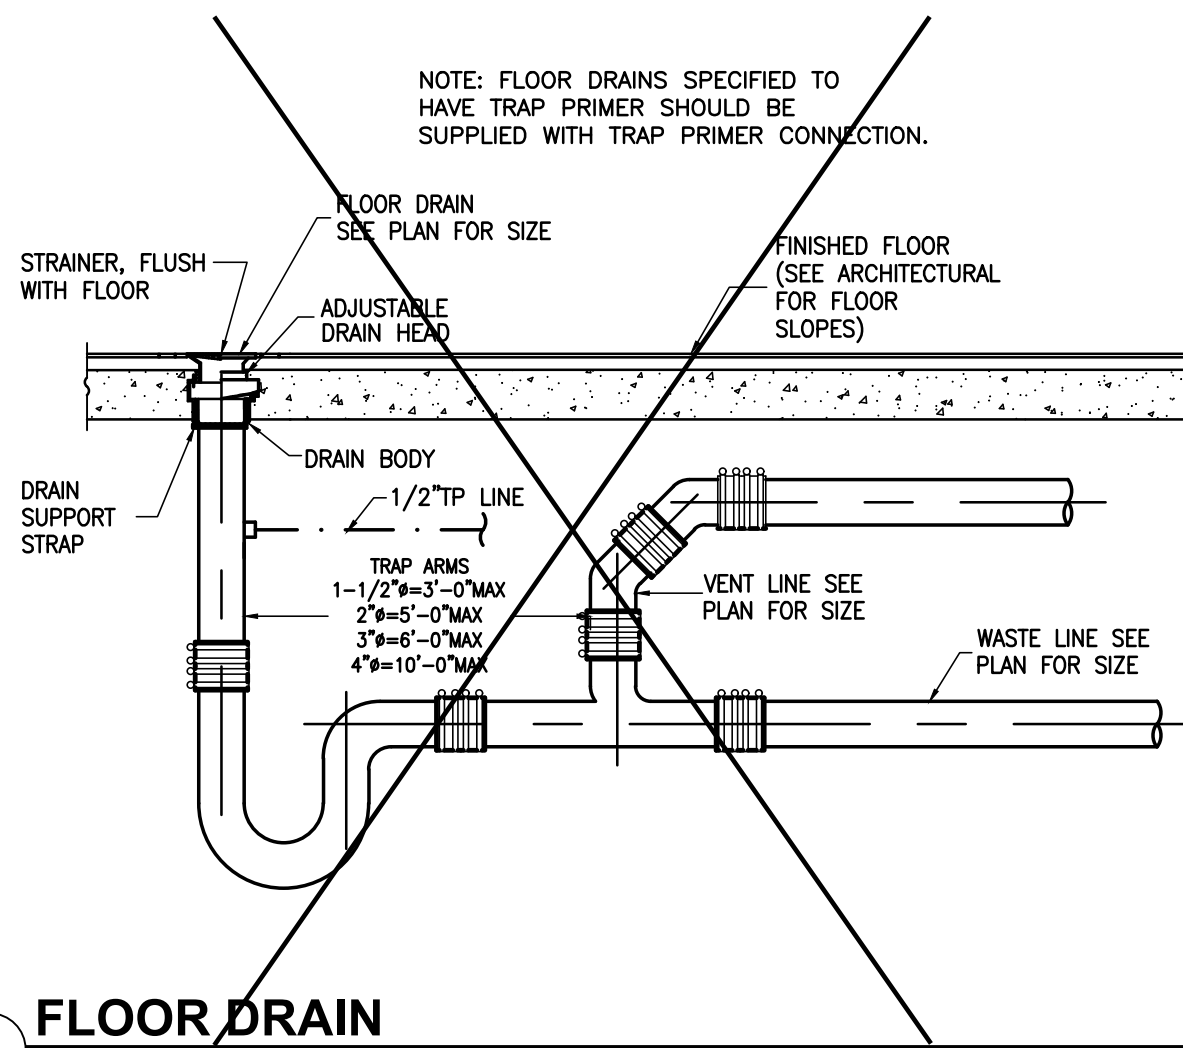 NOTE: FLOOR DRAINS SPECIFIED TO
HAVE TRAP PRIMER SHOULD BE
SUPPLIED WITH TRAP PRIMER CONNECTION.
FLOOR DRAIN
SEE PLAN FOR SIZE
STRAINER, FLUSH
WITH FLOOR
ADJUSTABLE
DRAIN HEAD
FINISHED FLOOR
(SEE ARCHITECTURAL
FOR FLOOR
SLOPES)
DRAIN BODY
DRAIN
SUPPORT
STRAP
1/2"TP LINE
TRAP ARMS
1-1/2"ø=3'-0"MAX
2"ø=5'-0"MAX
3"ø=6'-0"MAX
4"ø=10'-0"MAX
VENT LINE SEE
PLAN FOR SIZE
WASTE LINE SEE
PLAN FOR SIZE
FLOOR DRAIN